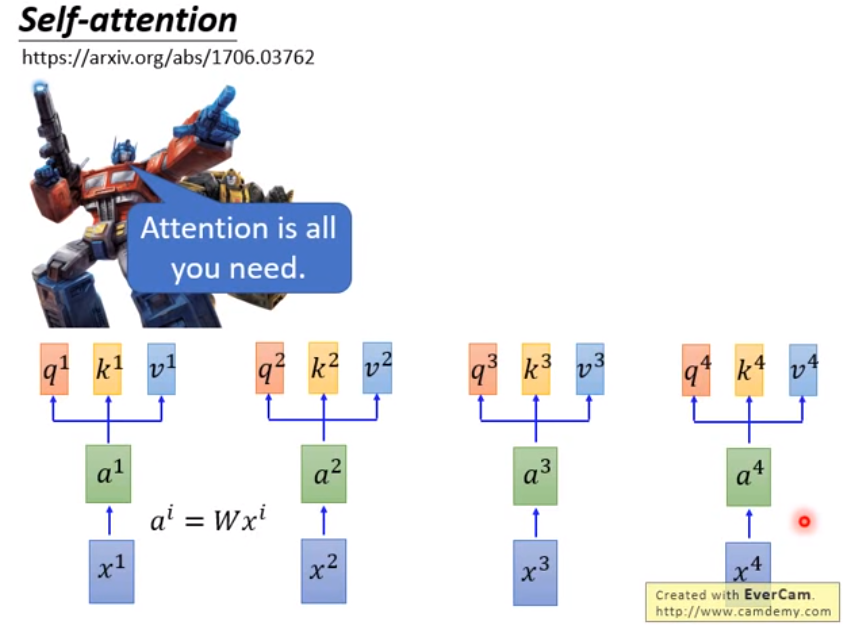 Self-attention
https://arxiv.org/abs/1706.03762
Attention is all
you need.
q¹ k¹ v¹ q² k² v² q³ k³ v³ q⁴ k⁴ v⁴
a¹ a² a³ a⁴
aⁱ = Wxⁱ
x¹ x² x³ x⁴
Created with EverCam.
http://www.camdemy.com